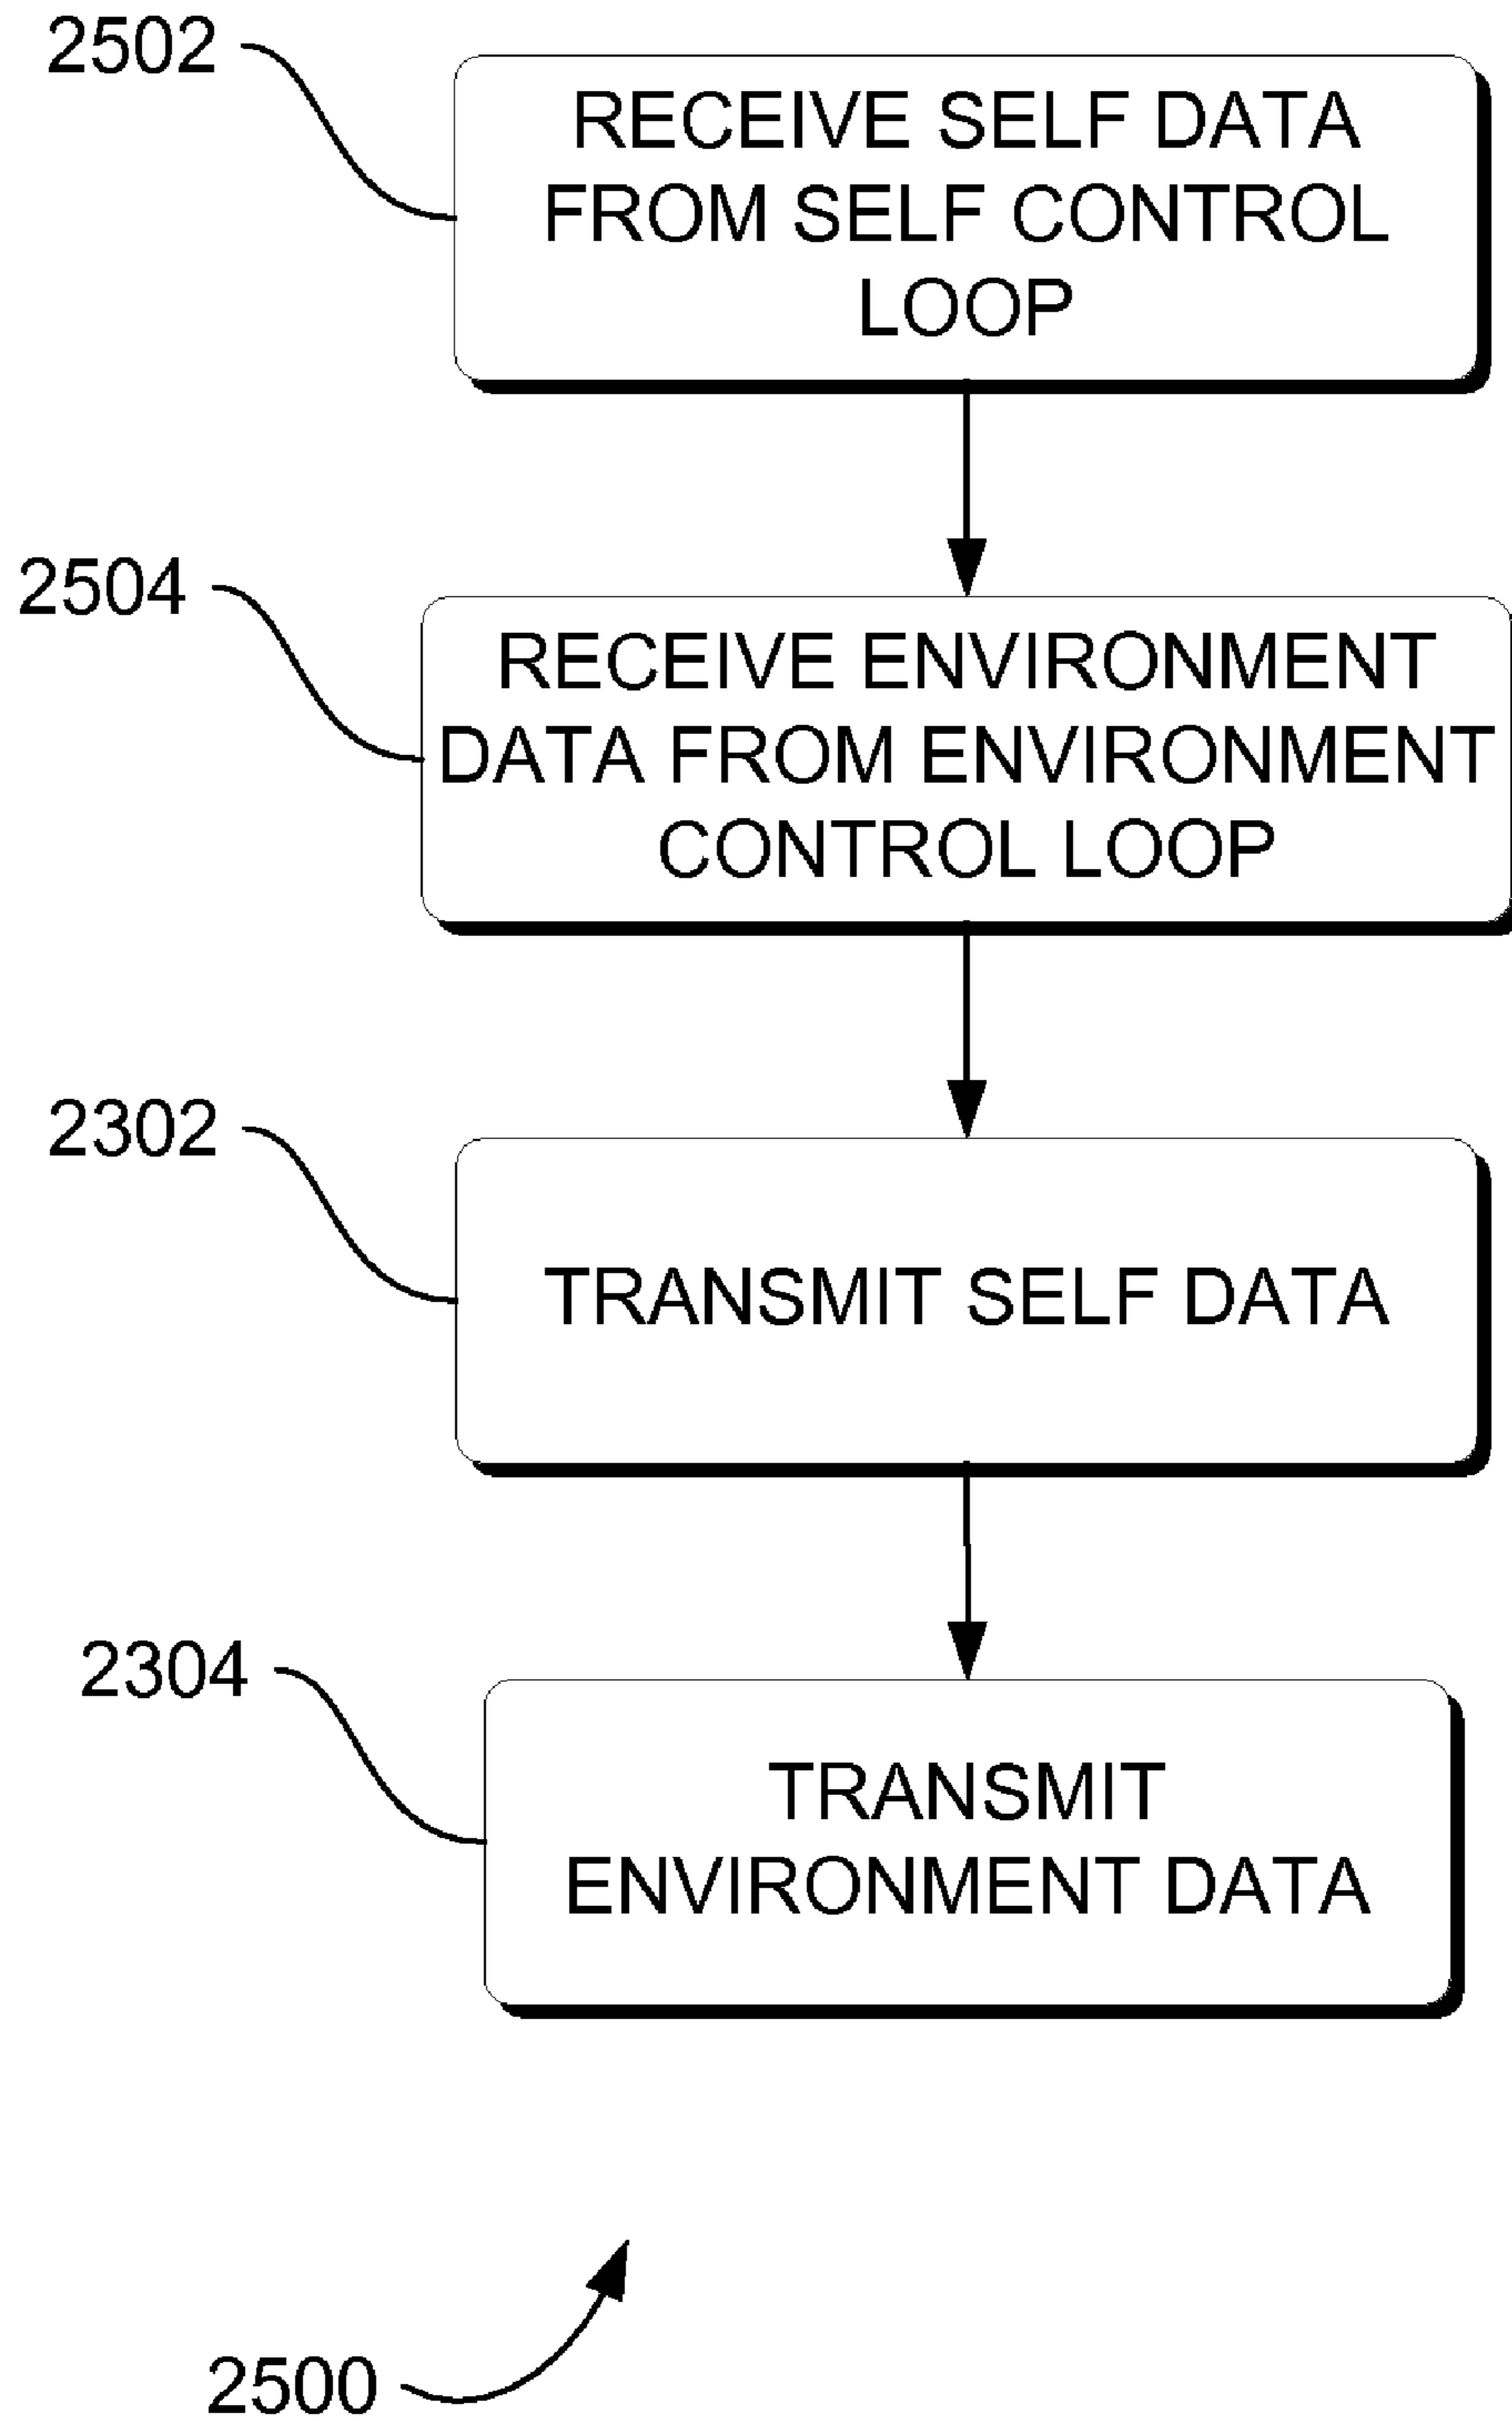 2502
RECEIVE SELF DATA
FROM SELF CONTROL
LOOP
2504
RECEIVE ENVIRONMENT
DATA FROM ENVIRONMENT
CONTROL LOOP
2302
TRANSMIT SELF DATA
2304
TRANSMIT
ENVIRONMENT DATA
2500